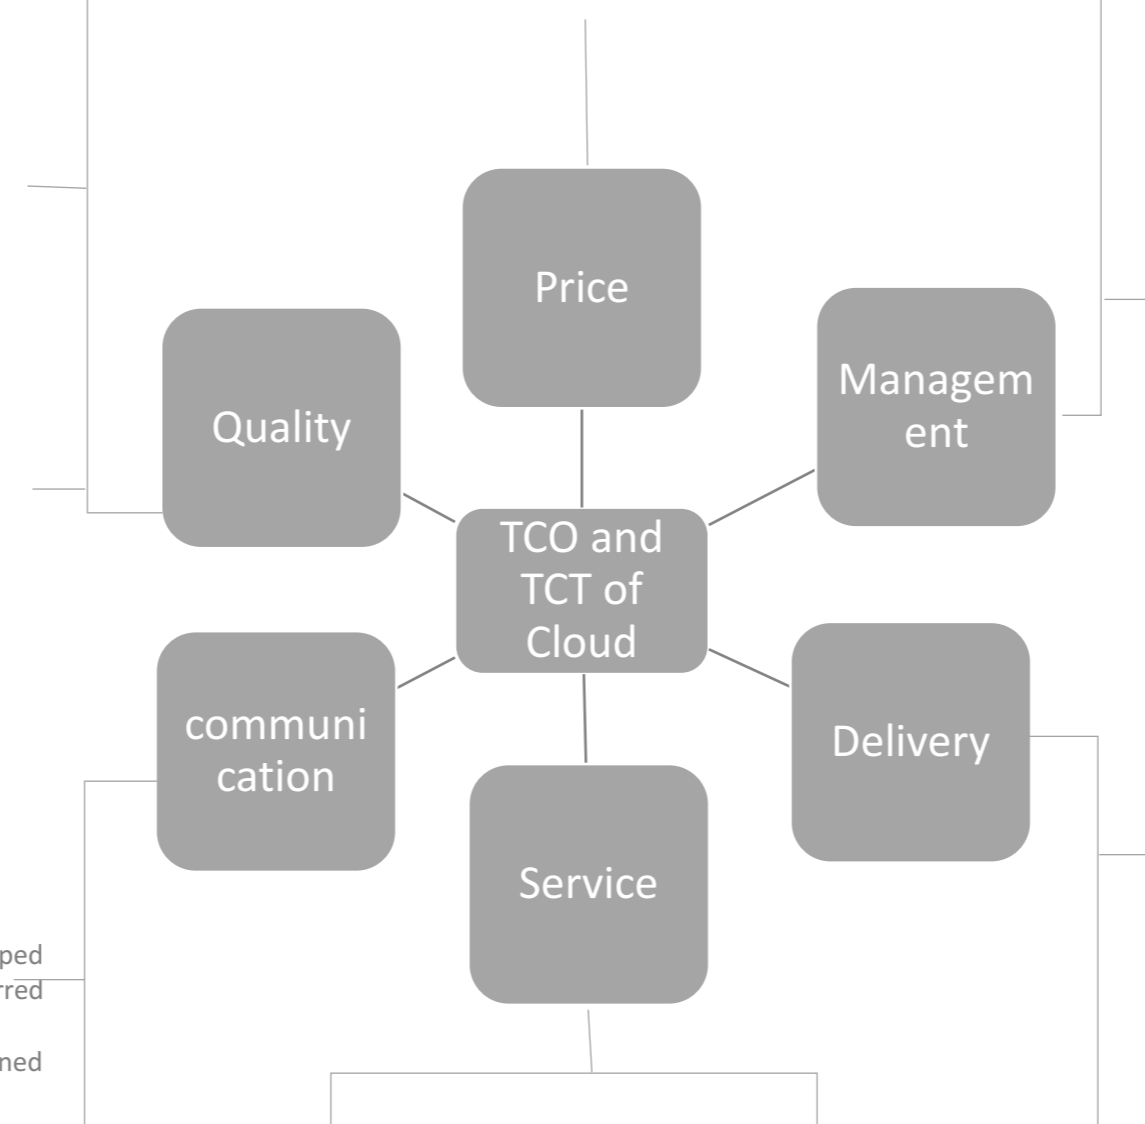 Price
Managem
ent
Quality
TCO and
TCT of
Cloud
communi
cation
Delivery
Service